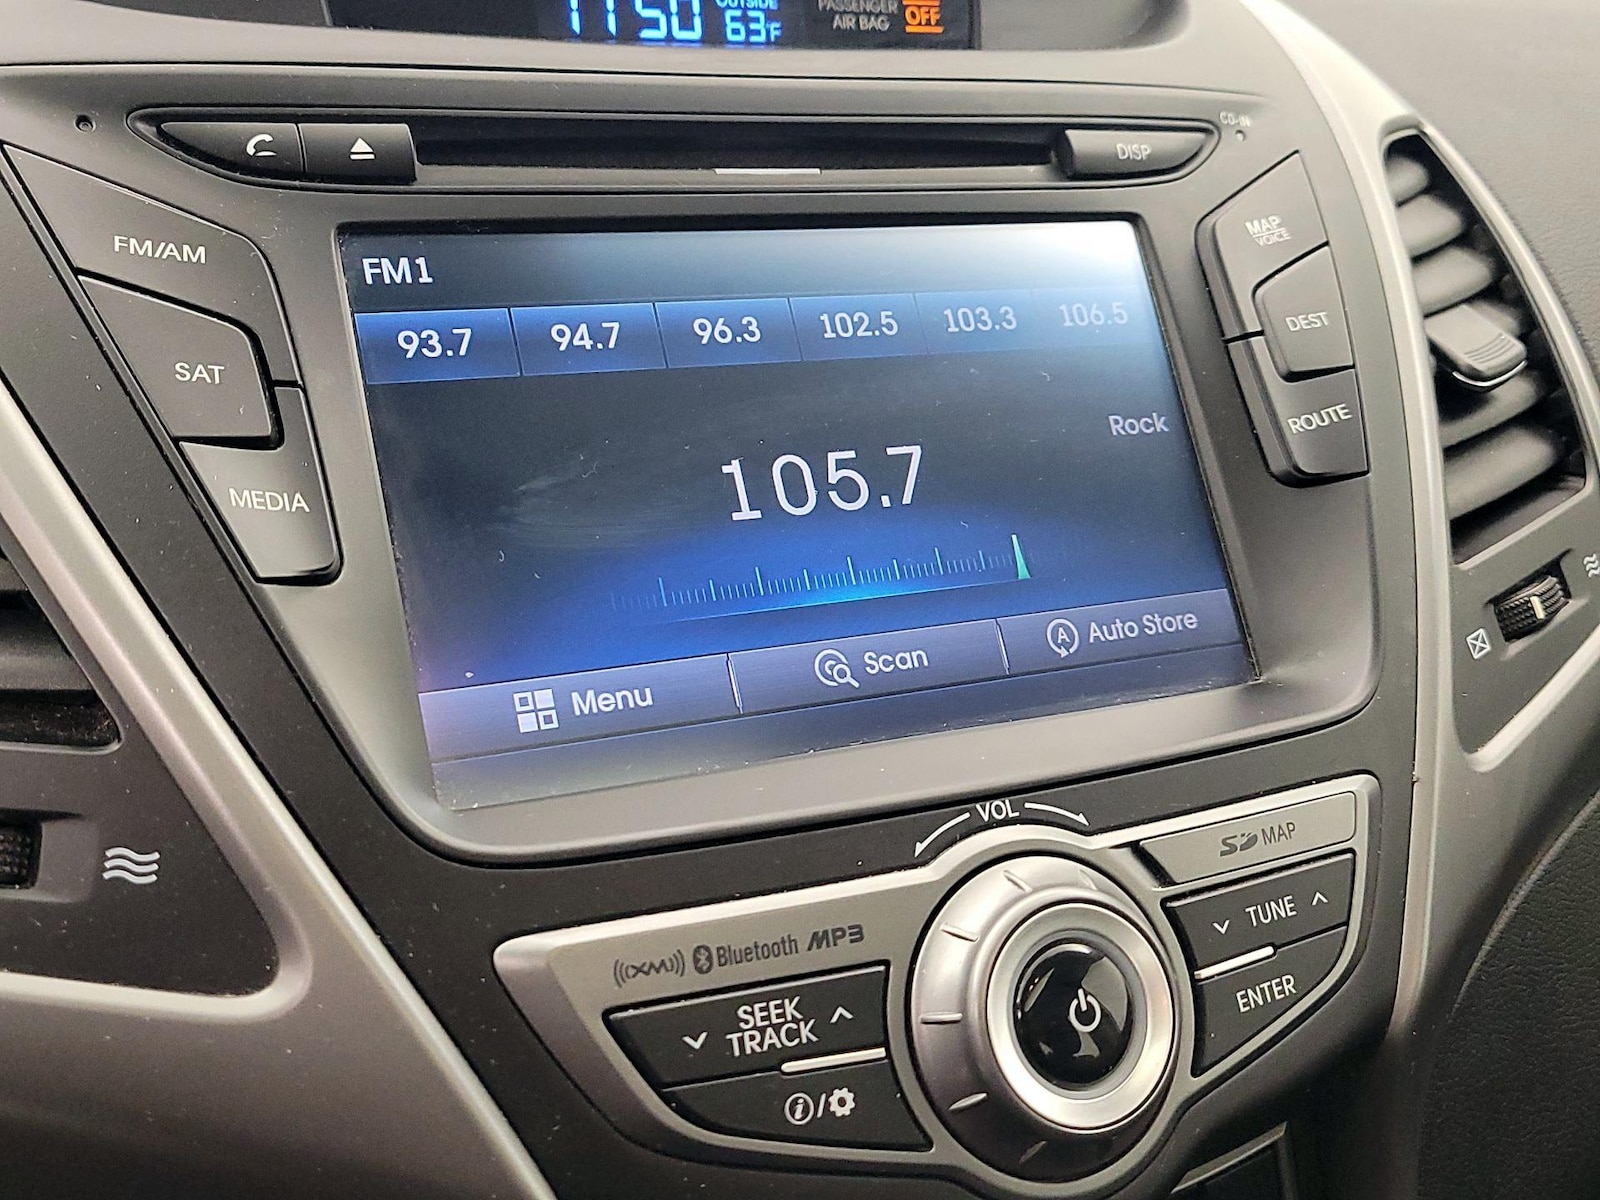 11:50 OUTSIDE 63°F PASSENGER AIR BAG OFF
CD-IN
DISP
FM/AM
SAT
MEDIA
MAP
VOICE
DEST
ROUTE
FM1
93.7 94.7 96.3 102.5 103.3 106.5
Rock
105.7
Menu Scan A Auto Store
VOL
SD MAP
((XM)) Bluetooth MP3
TUNE
SEEK
TRACK
ENTER
i/